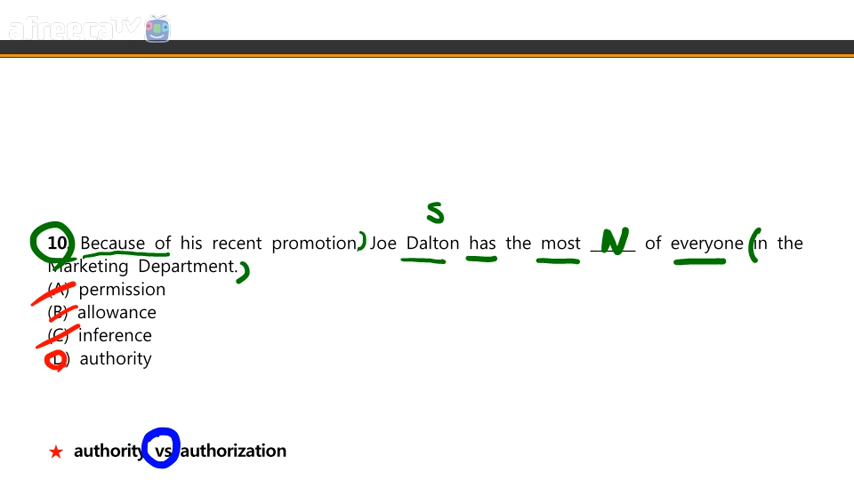 afreecaTV
S
10. Because of his recent promotion, Joe Dalton has the most N of everyone in the
Marketing Department.
(A) permission
(B) allowance
(C) inference
(D) authority
★ authority vs authorization